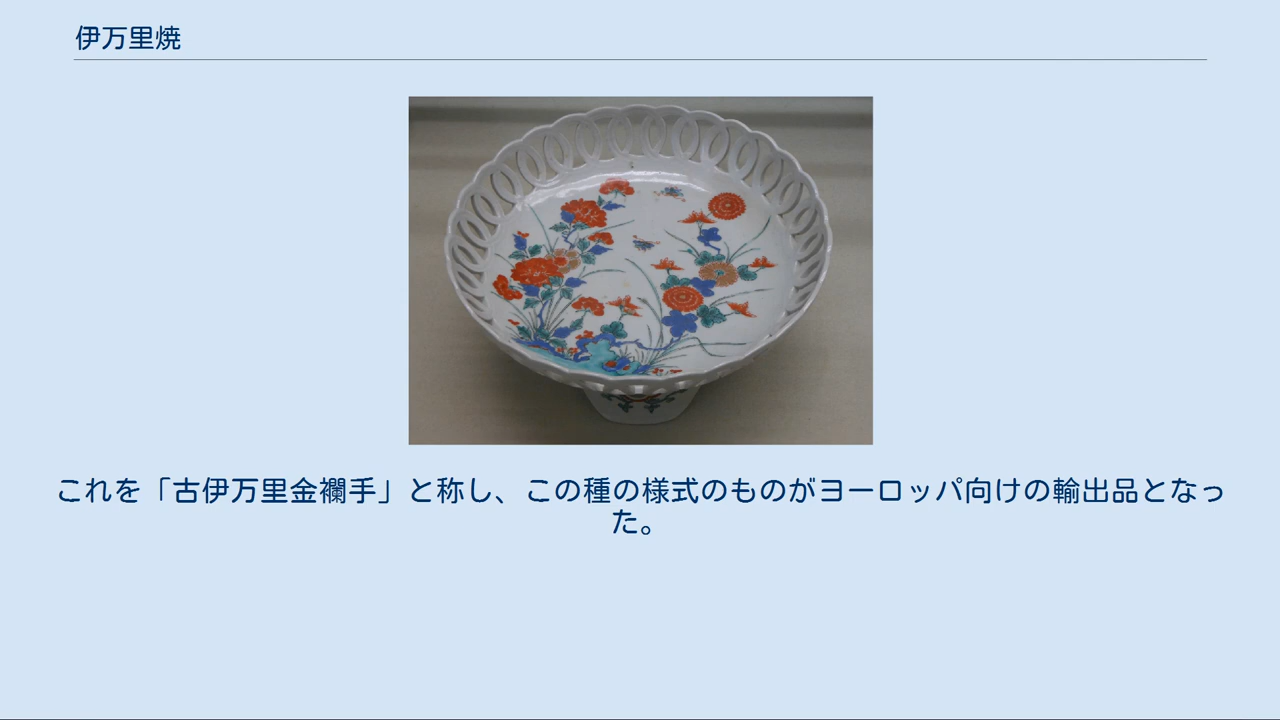 伊万里焼
これを「古伊万里金襴手」と称し、この種の様式のものがヨーロッパ向けの輸出品となっ
た。